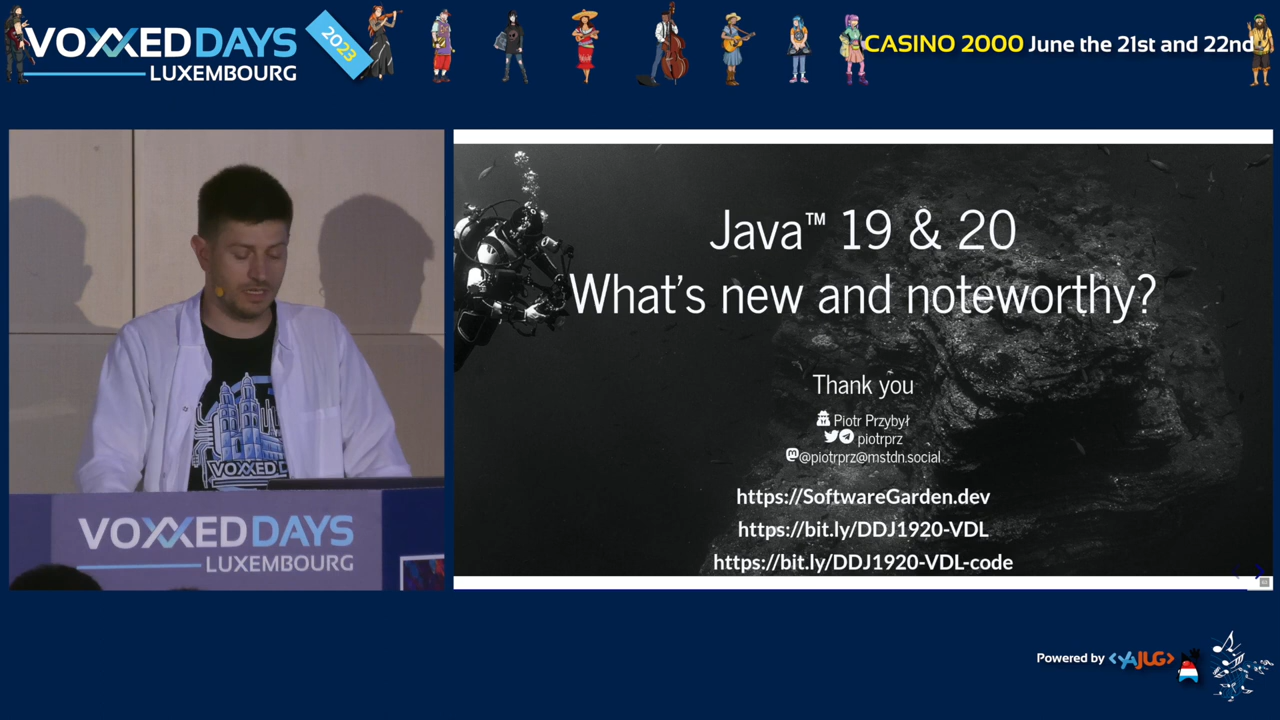 VOXXED DAYS
LUXEMBOURG
2023
CASINO 2000 June the 21st and 22nd
Java™ 19 & 20
What's new and noteworthy?
Thank you
Piotr Przybył
piotrprz
@piotrprz@mstdn.social
https://SoftwareGarden.dev
https://bit.ly/DDJ1920-VDL
https://bit.ly/DDJ1920-VDL-code
VOXXED D
VOXXED DAYS
LUXEMBOURG
Powered by <YAJUG>